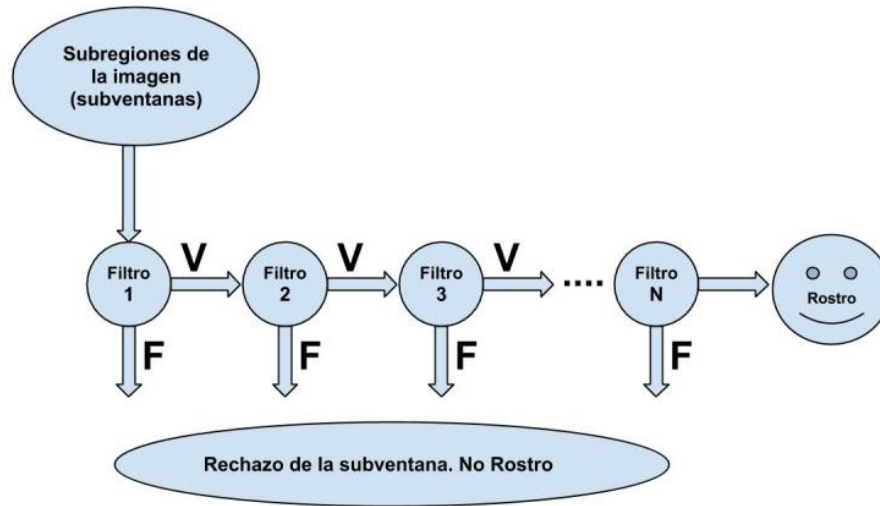 Subregiones de
la imagen
(subventanas)
V
V
V
Filtro
1
Filtro
2
Filtro
3
....
Filtro
N
Rostro
F
F
F
F
Rechazo de la subventana. No Rostro